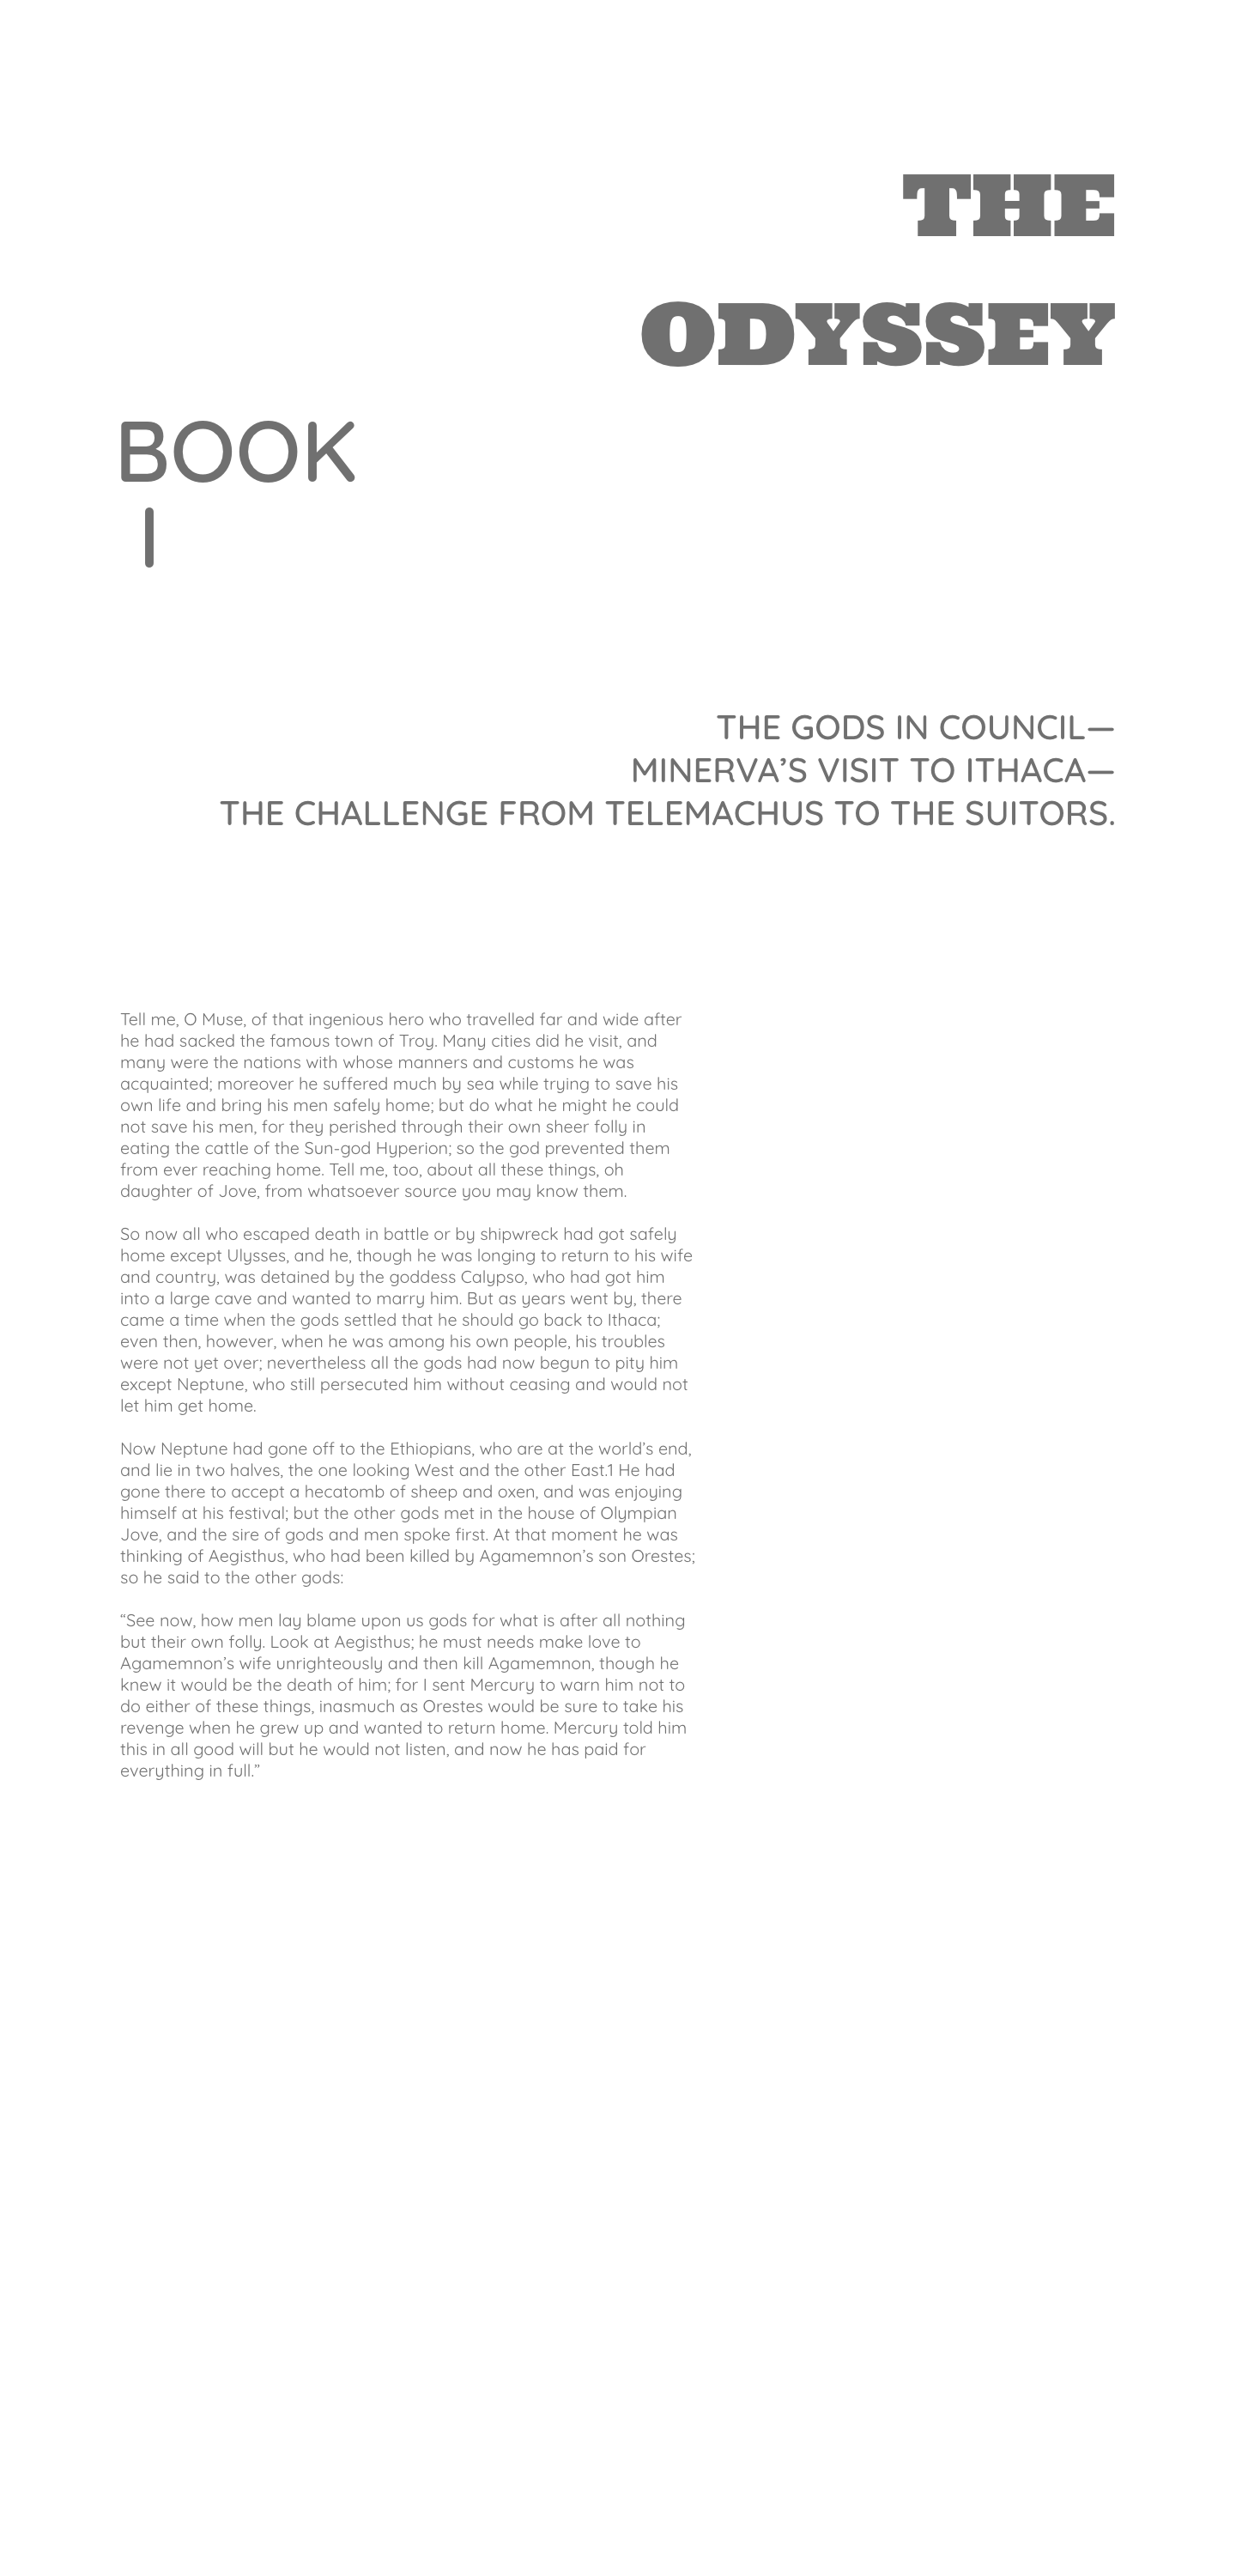 THE
ODYSSEY
BOOK
I
THE GODS IN COUNCIL—
MINERVA’S VISIT TO ITHACA—
THE CHALLENGE FROM TELEMACHUS TO THE SUITORS.
Tell me, O Muse, of that ingenious hero who travelled far and wide after
he had sacked the famous town of Troy. Many cities did he visit, and
many were the nations with whose manners and customs he was
acquainted; moreover he suffered much by sea while trying to save his
own life and bring his men safely home; but do what he might he could
not save his men, for they perished through their own sheer folly in
eating the cattle of the Sun-god Hyperion; so the god prevented them
from ever reaching home. Tell me, too, about all these things, oh
daughter of Jove, from whatsoever source you may know them.
So now all who escaped death in battle or by shipwreck had got safely
home except Ulysses, and he, though he was longing to return to his wife
and country, was detained by the goddess Calypso, who had got him
into a large cave and wanted to marry him. But as years went by, there
came a time when the gods settled that he should go back to Ithaca;
even then, however, when he was among his own people, his troubles
were not yet over; nevertheless all the gods had now begun to pity him
except Neptune, who still persecuted him without ceasing and would not
let him get home.
Now Neptune had gone off to the Ethiopians, who are at the world’s end,
and lie in two halves, the one looking West and the other East.1 He had
gone there to accept a hecatomb of sheep and oxen, and was enjoying
himself at his festival; but the other gods met in the house of Olympian
Jove, and the sire of gods and men spoke first. At that moment he was
thinking of Aegisthus, who had been killed by Agamemnon’s son Orestes;
so he said to the other gods:
“See now, how men lay blame upon us gods for what is after all nothing
but their own folly. Look at Aegisthus; he must needs make love to
Agamemnon’s wife unrighteously and then kill Agamemnon, though he
knew it would be the death of him; for I sent Mercury to warn him not to
do either of these things, inasmuch as Orestes would be sure to take his
revenge when he grew up and wanted to return home. Mercury told him
this in all good will but he would not listen, and now he has paid for
everything in full.”